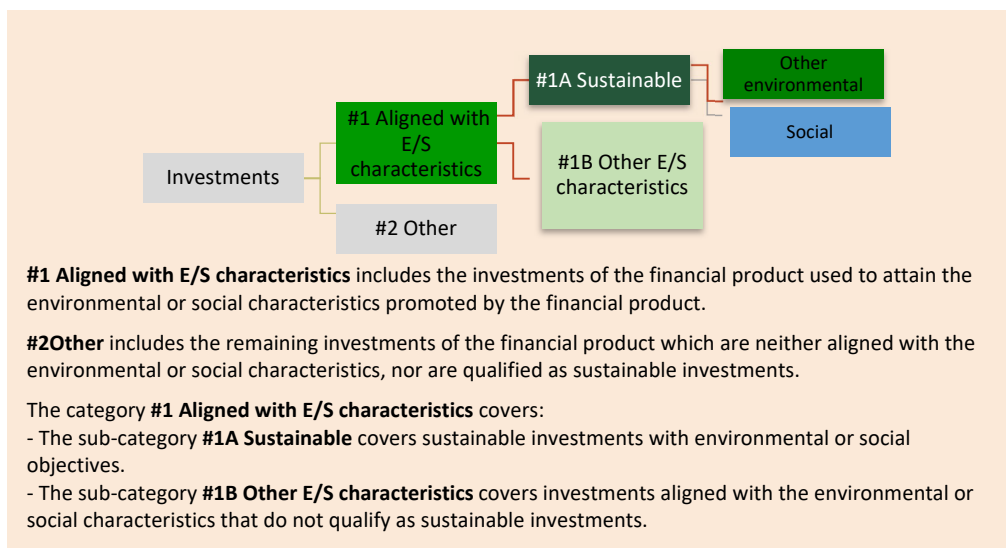 Other
environmental
#1A Sustainable
#1 Aligned with
E/S
characteristics
Social
#1B Other E/S
characteristics
Investments
#2 Other
#1 Aligned with E/S characteristics includes the investments of the financial product used to attain the
environmental or social characteristics promoted by the financial product.
#2Other includes the remaining investments of the financial product which are neither aligned with the
environmental or social characteristics, nor are qualified as sustainable investments.
The category #1 Aligned with E/S characteristics covers:
- The sub-category #1A Sustainable covers sustainable investments with environmental or social
objectives.
- The sub-category #1B Other E/S characteristics covers investments aligned with the environmental or
social characteristics that do not qualify as sustainable investments.